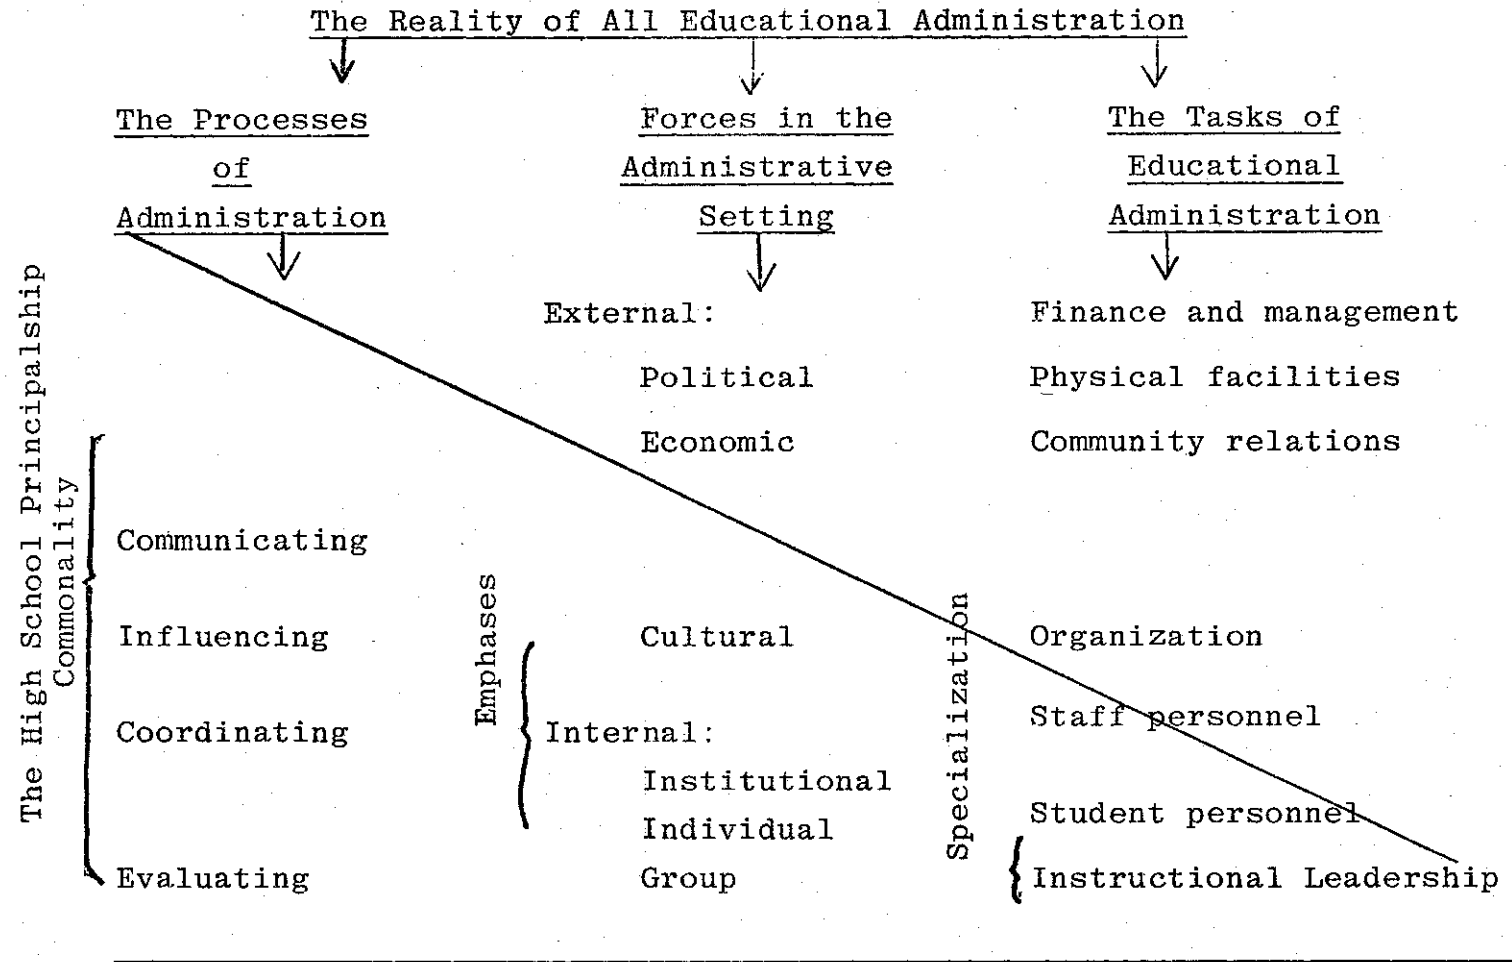 The Reality of All Educational Administration
The Processes
of
Administration
Forces in the
Administrative
Setting
The Tasks of
Educational
Administration
The High School Principalship
Commonality
Communicating
Influencing
Coordinating
Evaluating
Emphases
External:
Political
Economic
Cultural
Internal:
Institutional
Individual
Group
Specialization
Finance and management
Physical facilities
Community relations
Organization
Staff personnel
Student personnel
Instructional Leadership